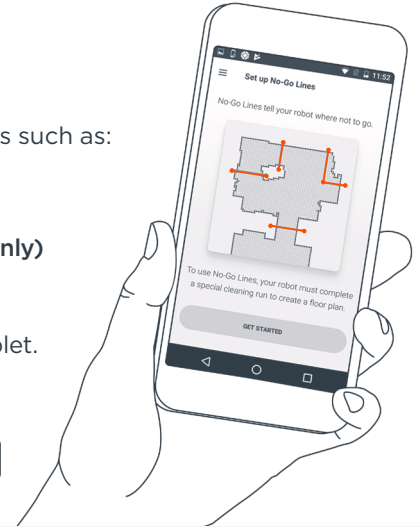 11:52
Set up No-Go Lines
No-Go Lines tell your robot where not to go.
s such as:
nly)
To use No-Go Lines, your robot must complete
a special cleaning run to create a floor plan.
GET STARTED
let.